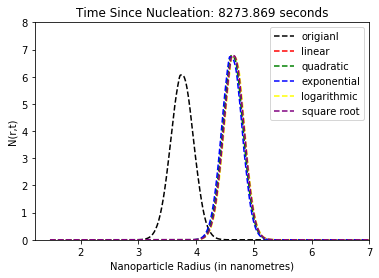 Time Since Nucleation: 8273.869 seconds
8
7
6
5
4
3
2
1
0
N(r,t)
origianl
linear
quadratic
exponential
logarithmic
square root
2 3 4 5 6 7
Nanoparticle Radius (in nanometres)